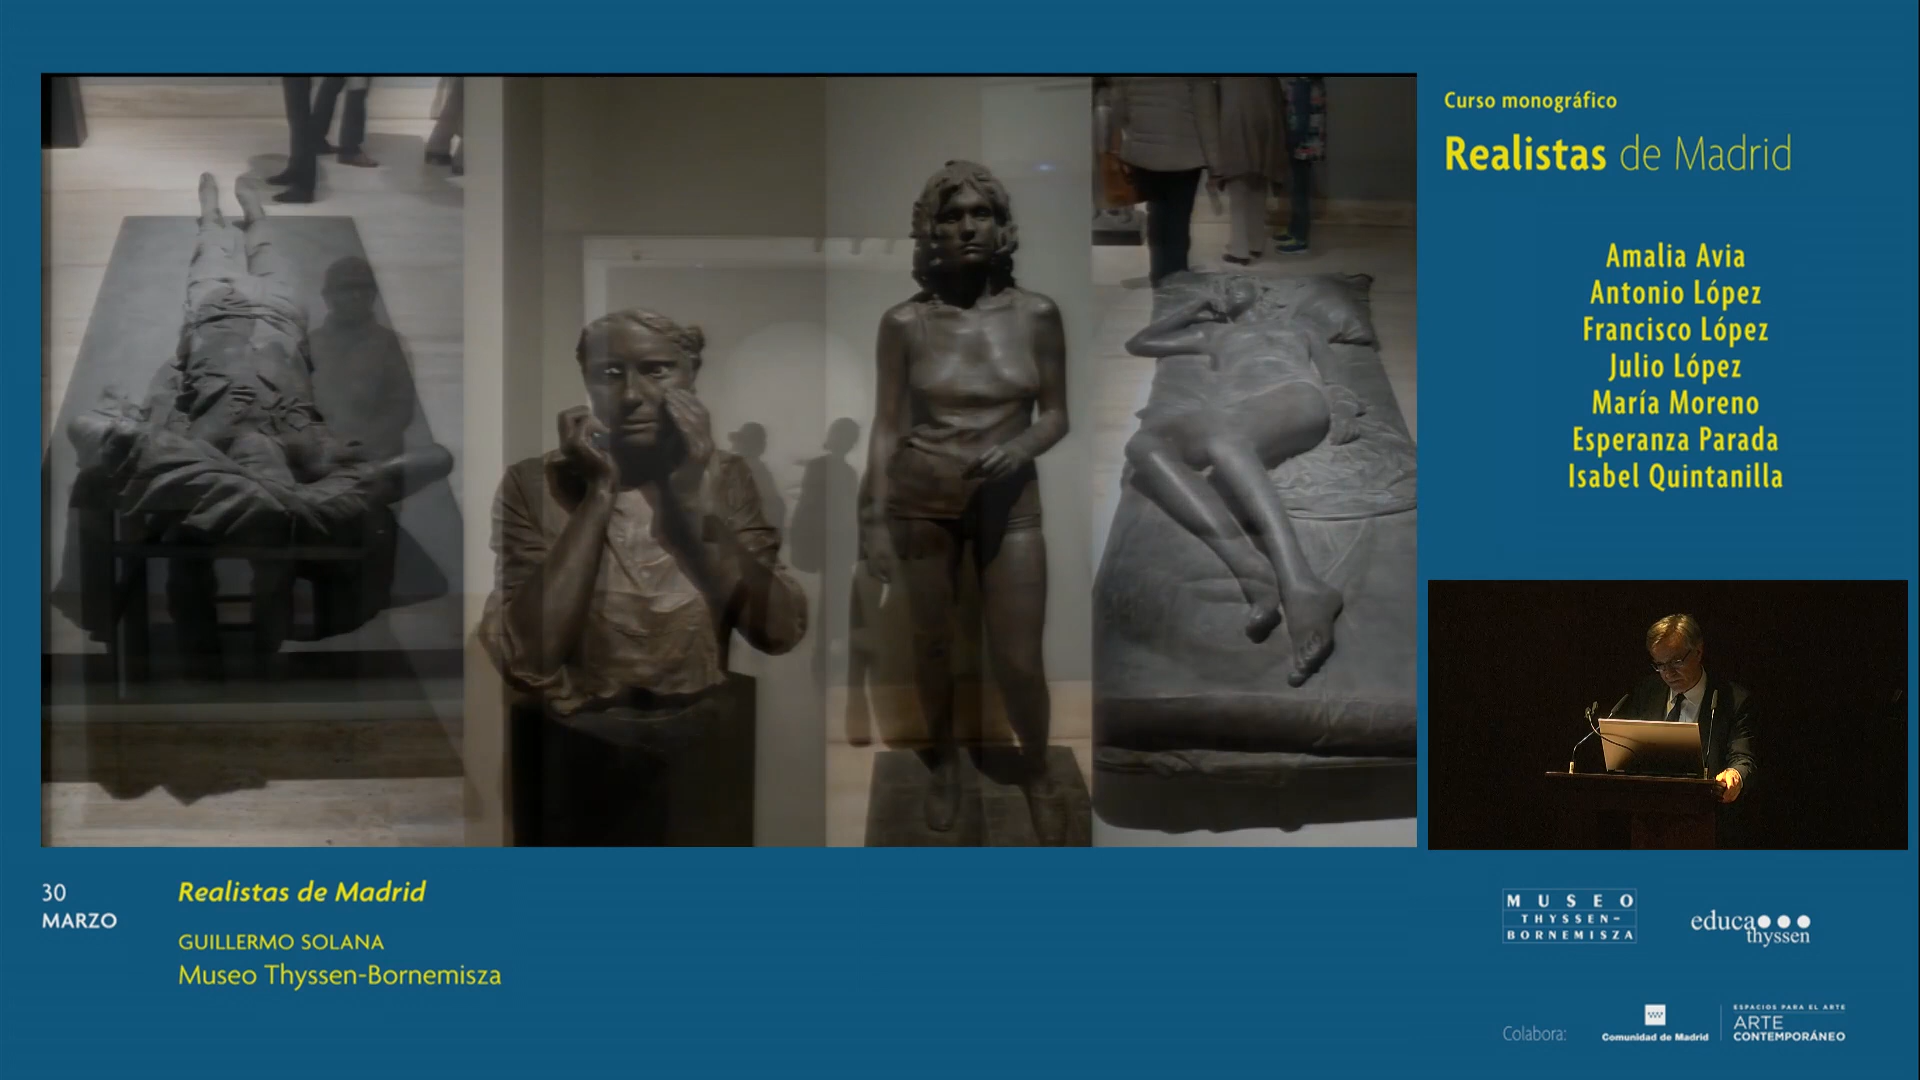 Curso monográfico
Realistas de Madrid
Amalia Avia
Antonio López
Francisco López
Julio López
María Moreno
Esperanza Parada
Isabel Quintanilla
30
MARZO
Realistas de Madrid
GUILLERMO SOLANA
Museo Thyssen-Bornemisza
MUSEO
THYSSEN-
BORNEMISZA
educa
thyssen
Colabora:
Comunidad de Madrid
ESPACIOS PARA EL ARTE
ARTE
CONTEMPORÁNEO